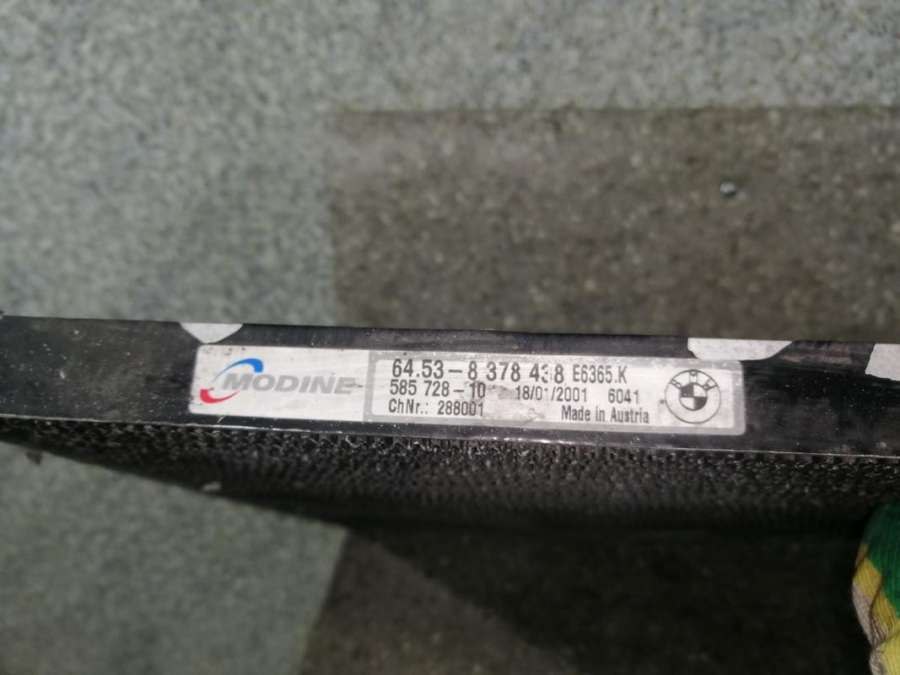 MODINE
64.53-8 378 438 E6365.K
585 728-10 18/01/2001 6041
ChNr.: 288001 Made in Austria
BMW